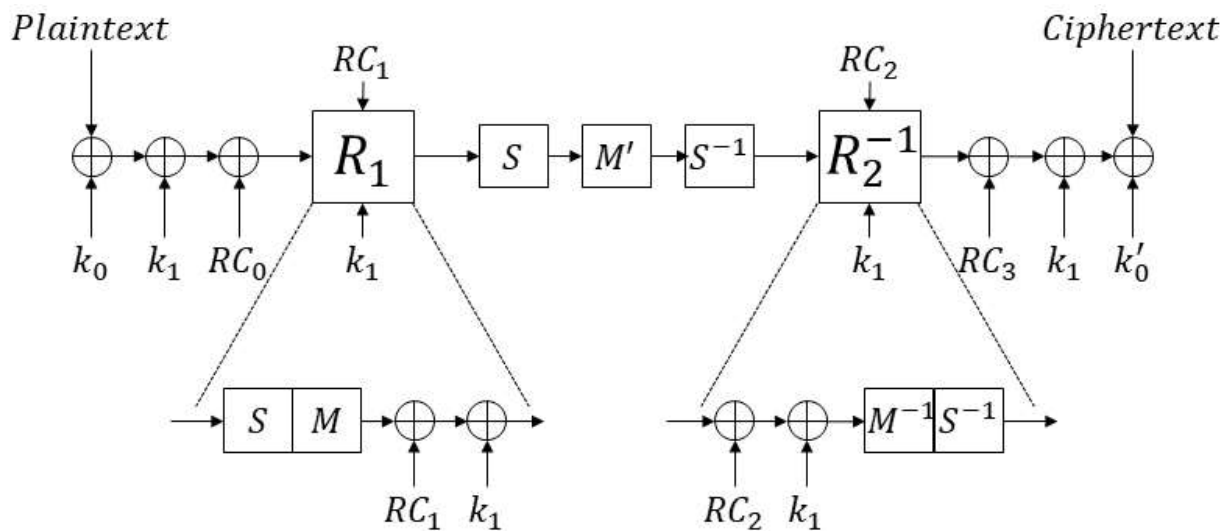 Plaintext Ciphertext
RC₁ RC₂
R₁ S M′ S⁻¹ R₂⁻¹
k₀ k₁ RC₀ k₁ k₁ RC₃ k₁ k₀′
S M M⁻¹ S⁻¹
RC₁ k₁ RC₂ k₁